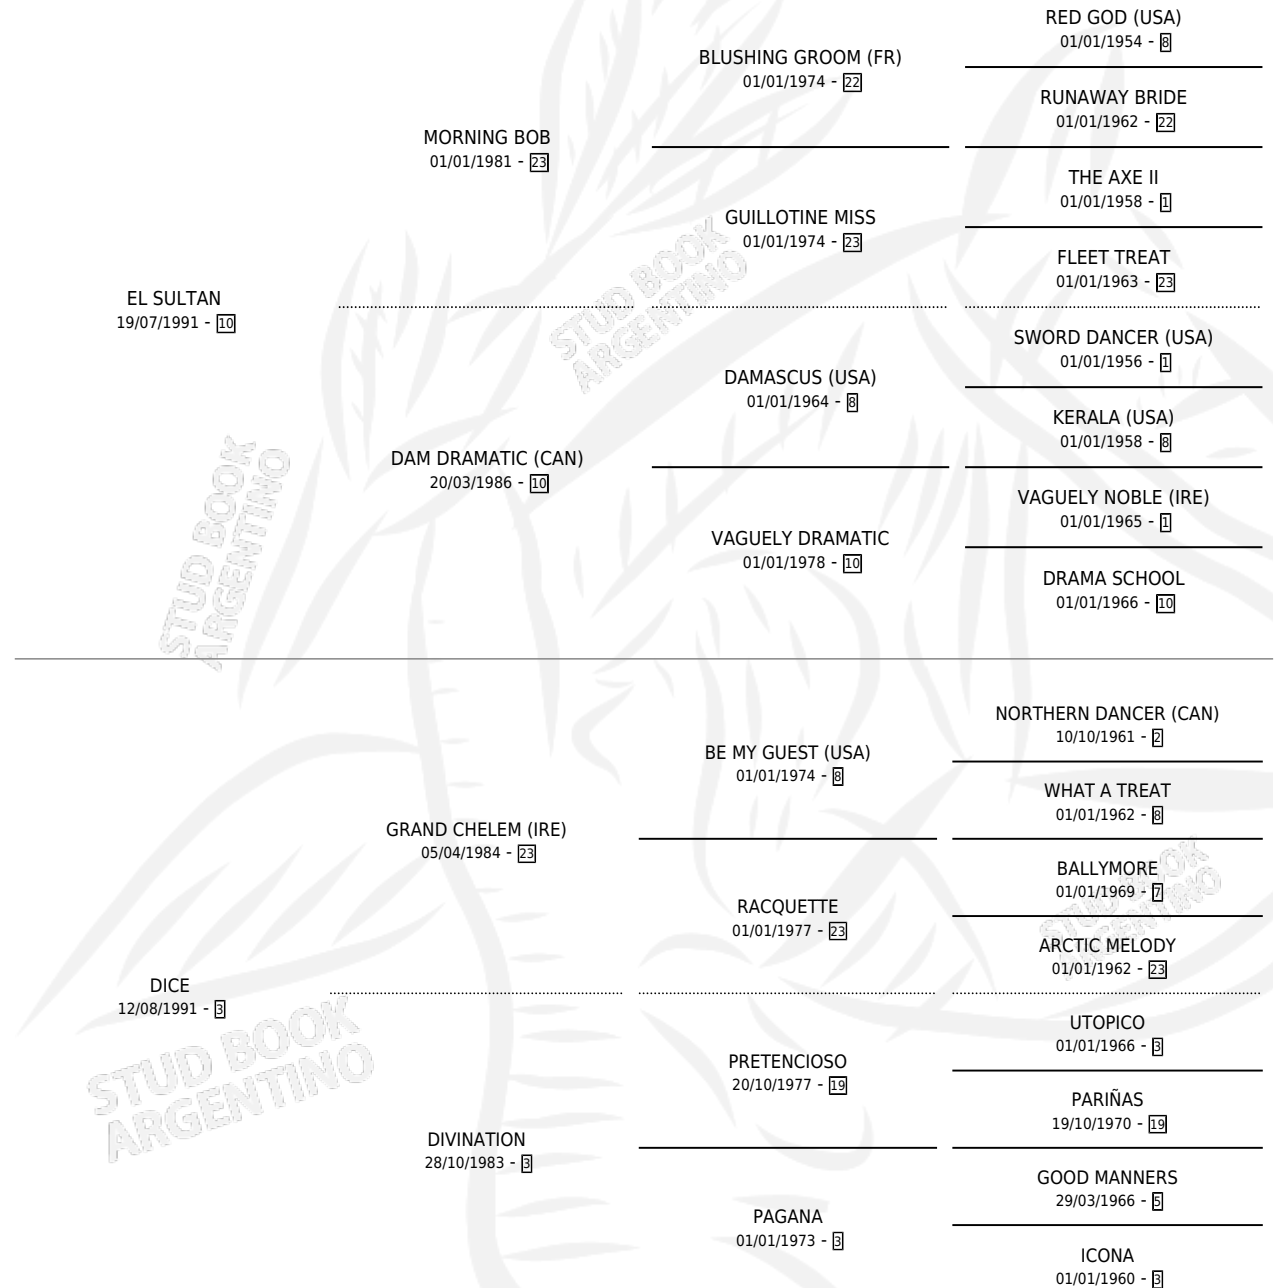 RED GOD (USA)
01/01/1954 - 8
BLUSHING GROOM (FR)
01/01/1974 - 22
RUNAWAY BRIDE
01/01/1962 - 22
MORNING BOB
01/01/1981 - 23
THE AXE II
01/01/1958 - 1
GUILLOTINE MISS
01/01/1974 - 23
FLEET TREAT
01/01/1963 - 23
EL SULTAN
19/07/1991 - 10
STUD BOOK
ARGENTINO
SWORD DANCER (USA)
01/01/1956 - 1
DAMASCUS (USA)
01/01/1964 - 8
KERALA (USA)
01/01/1958 - 8
DAM DRAMATIC (CAN)
20/03/1986 - 10
VAGUELY NOBLE (IRE)
01/01/1965 - 1
VAGUELY DRAMATIC
01/01/1978 - 10
DRAMA SCHOOL
01/01/1966 - 10
STUD BOOK
ARGENTINO
NORTHERN DANCER (CAN)
10/10/1961 - 2
BE MY GUEST (USA)
01/01/1974 - 8
WHAT A TREAT
01/01/1962 - 8
GRAND CHELEM (IRE)
05/04/1984 - 23
BALLYMORE
01/01/1969 - 7
STUD BOOK
ARGENTINO
RACQUETTE
01/01/1977 - 23
ARCTIC MELODY
01/01/1962 - 23
DICE
12/08/1991 - 3
STUD BOOK
ARGENTINO
UTOPICO
01/01/1966 - 3
PRETENCIOSO
20/10/1977 - 19
PARIÑAS
19/10/1970 - 19
DIVINATION
28/10/1983 - 3
GOOD MANNERS
29/03/1966 - 5
PAGANA
01/01/1973 - 3
ICONA
01/01/1960 - 3